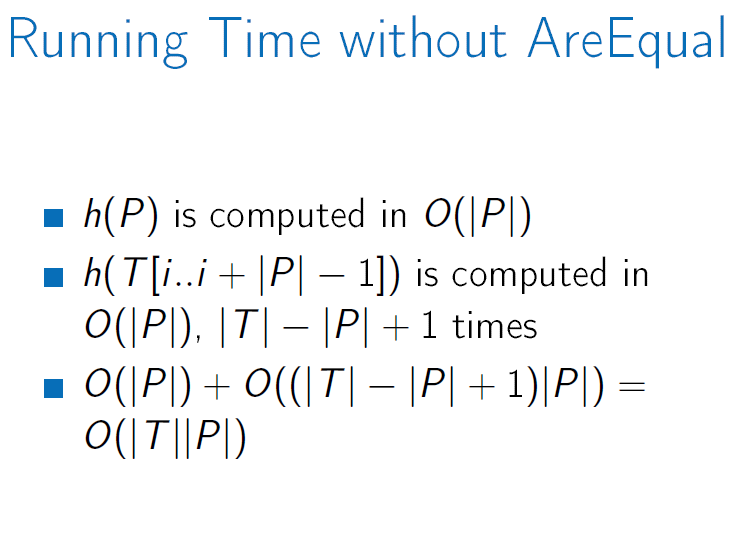 Running Time without AreEqual
h(P) is computed in O(|P|)
h(T[i..i + |P| − 1]) is computed in
O(|P|), |T| − |P| + 1 times
O(|P|) + O((|T| − |P| + 1)|P|) =
O(|T||P|)